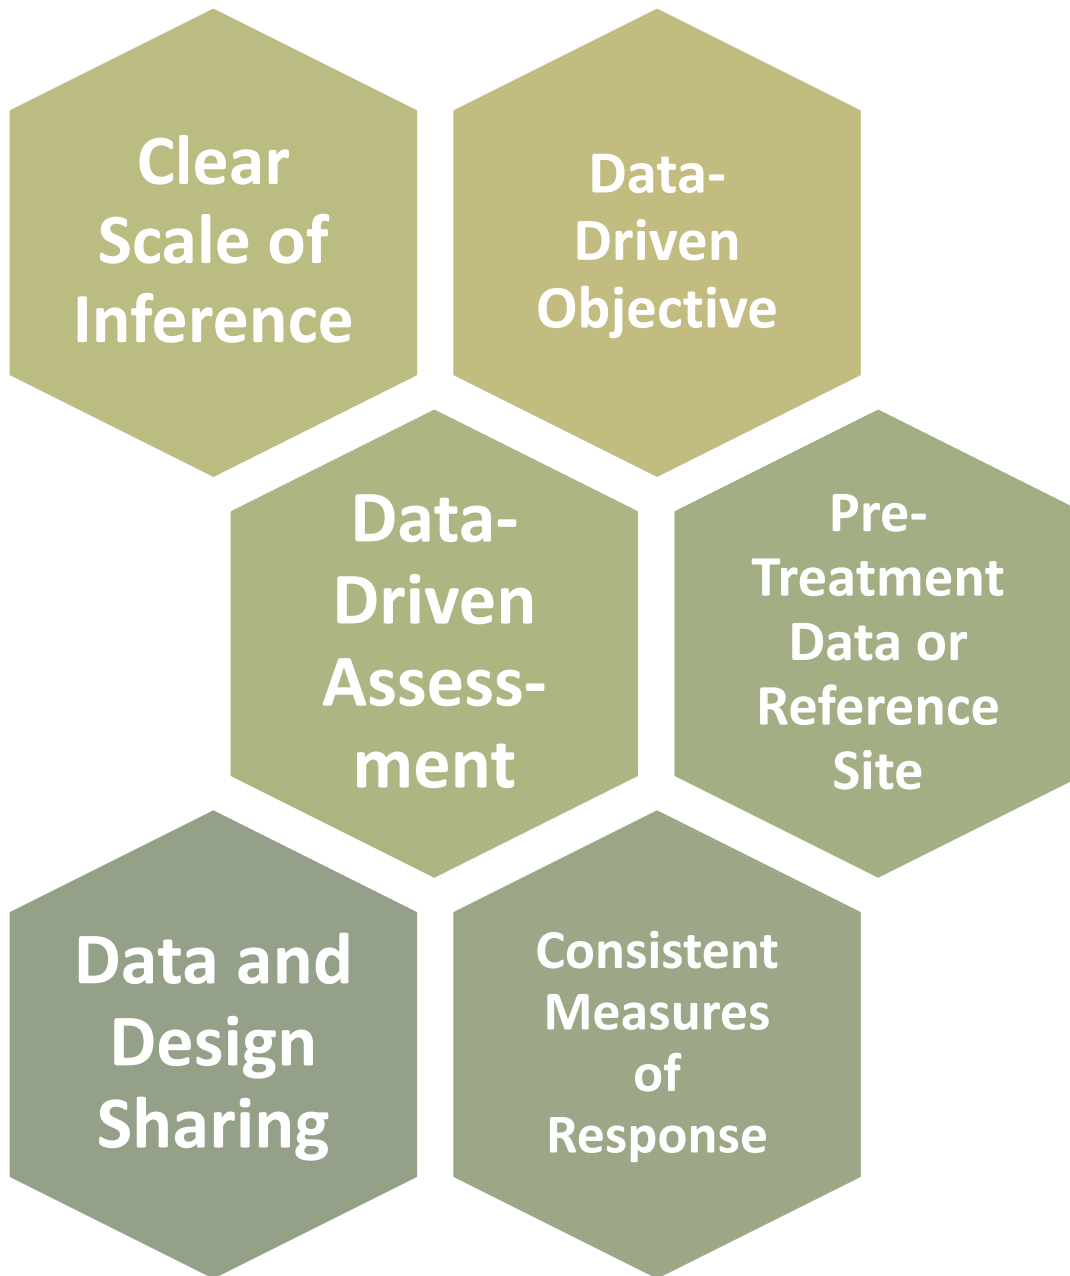 Clear
Scale of
Inference
Data-
Driven
Objective
Data-
Driven
Assess-
ment
Pre-
Treatment
Data or
Reference
Site
Data and
Design
Sharing
Consistent
Measures
of
Response